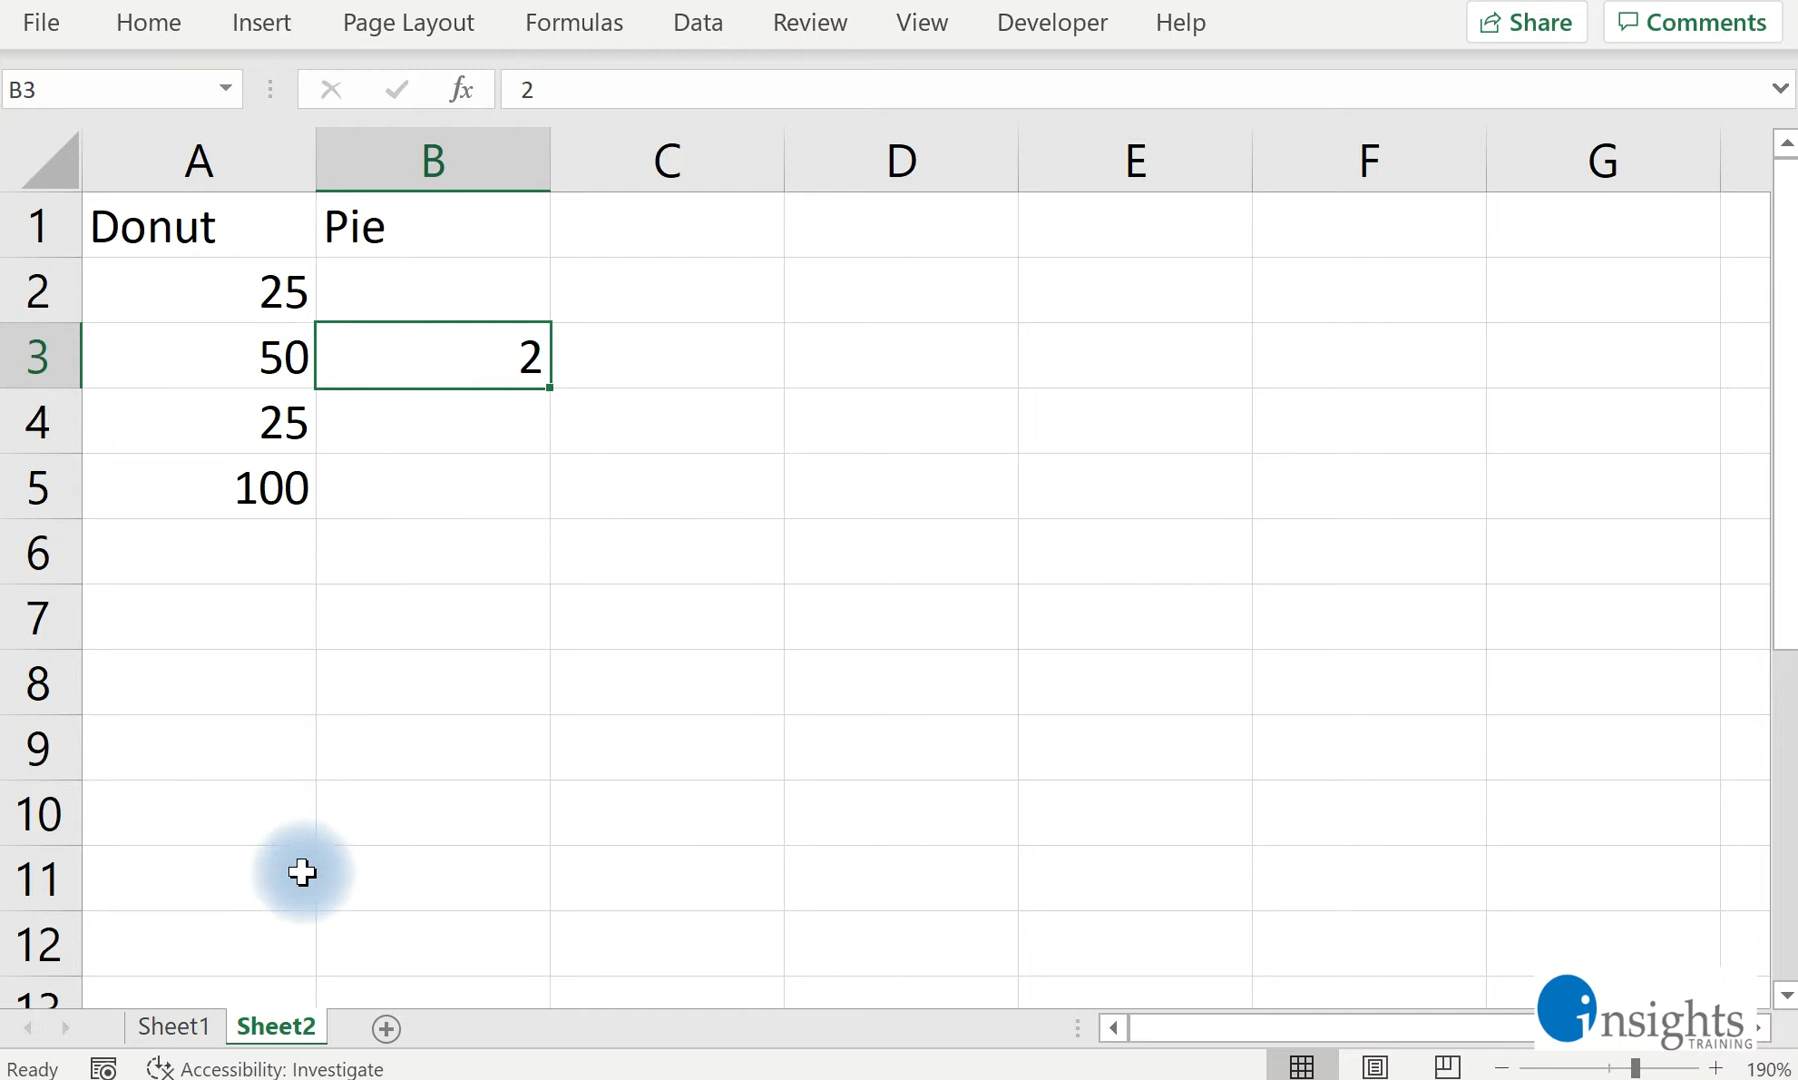 File Home Insert Page Layout Formulas Data Review View Developer Help Share Comments
B3 fx 2
A B C D E F G
1 Donut Pie
2 25
3 50 2
4 25
5 100
6
7
8
9
10
11
12
13
Sheet1 Sheet2
insights
TRAINING
Ready Accessibility: Investigate 190%